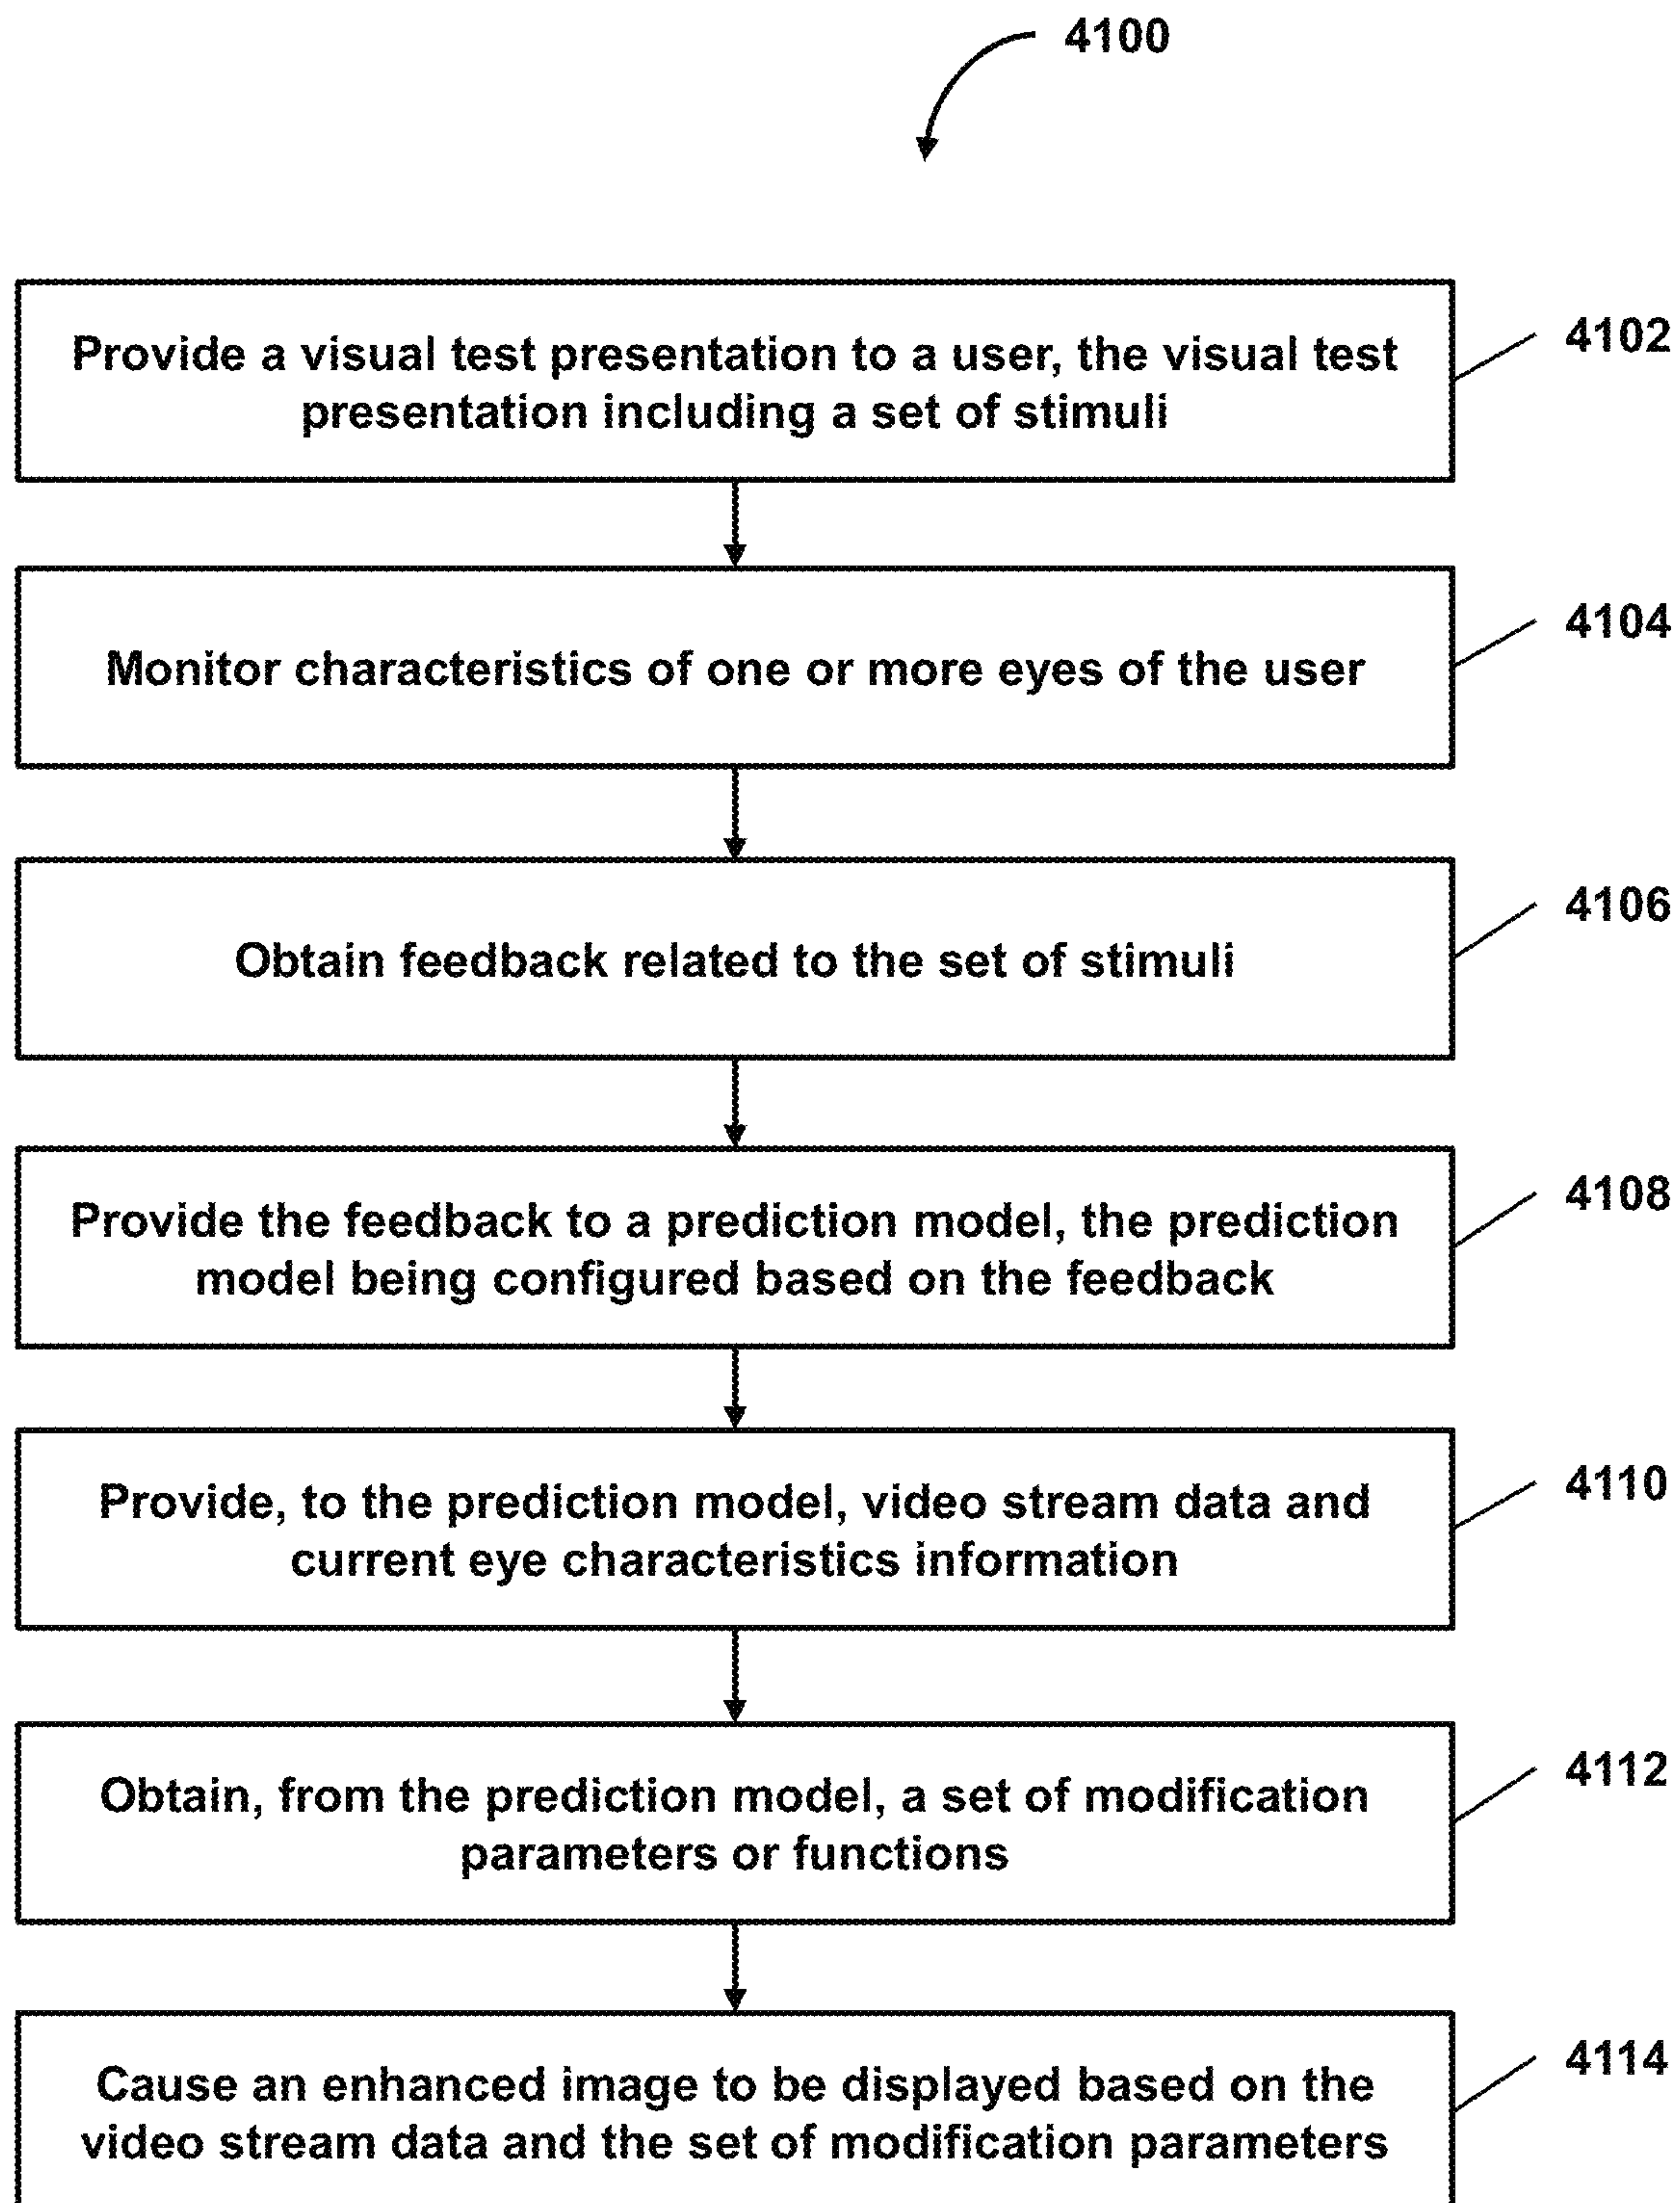 4100
Provide a visual test presentation to a user, the visual test
presentation including a set of stimuli
4102
Monitor characteristics of one or more eyes of the user
4104
Obtain feedback related to the set of stimuli
4106
Provide the feedback to a prediction model, the prediction
model being configured based on the feedback
4108
Provide, to the prediction model, video stream data and
current eye characteristics information
4110
Obtain, from the prediction model, a set of modification
parameters or functions
4112
Cause an enhanced image to be displayed based on the
video stream data and the set of modification parameters
4114